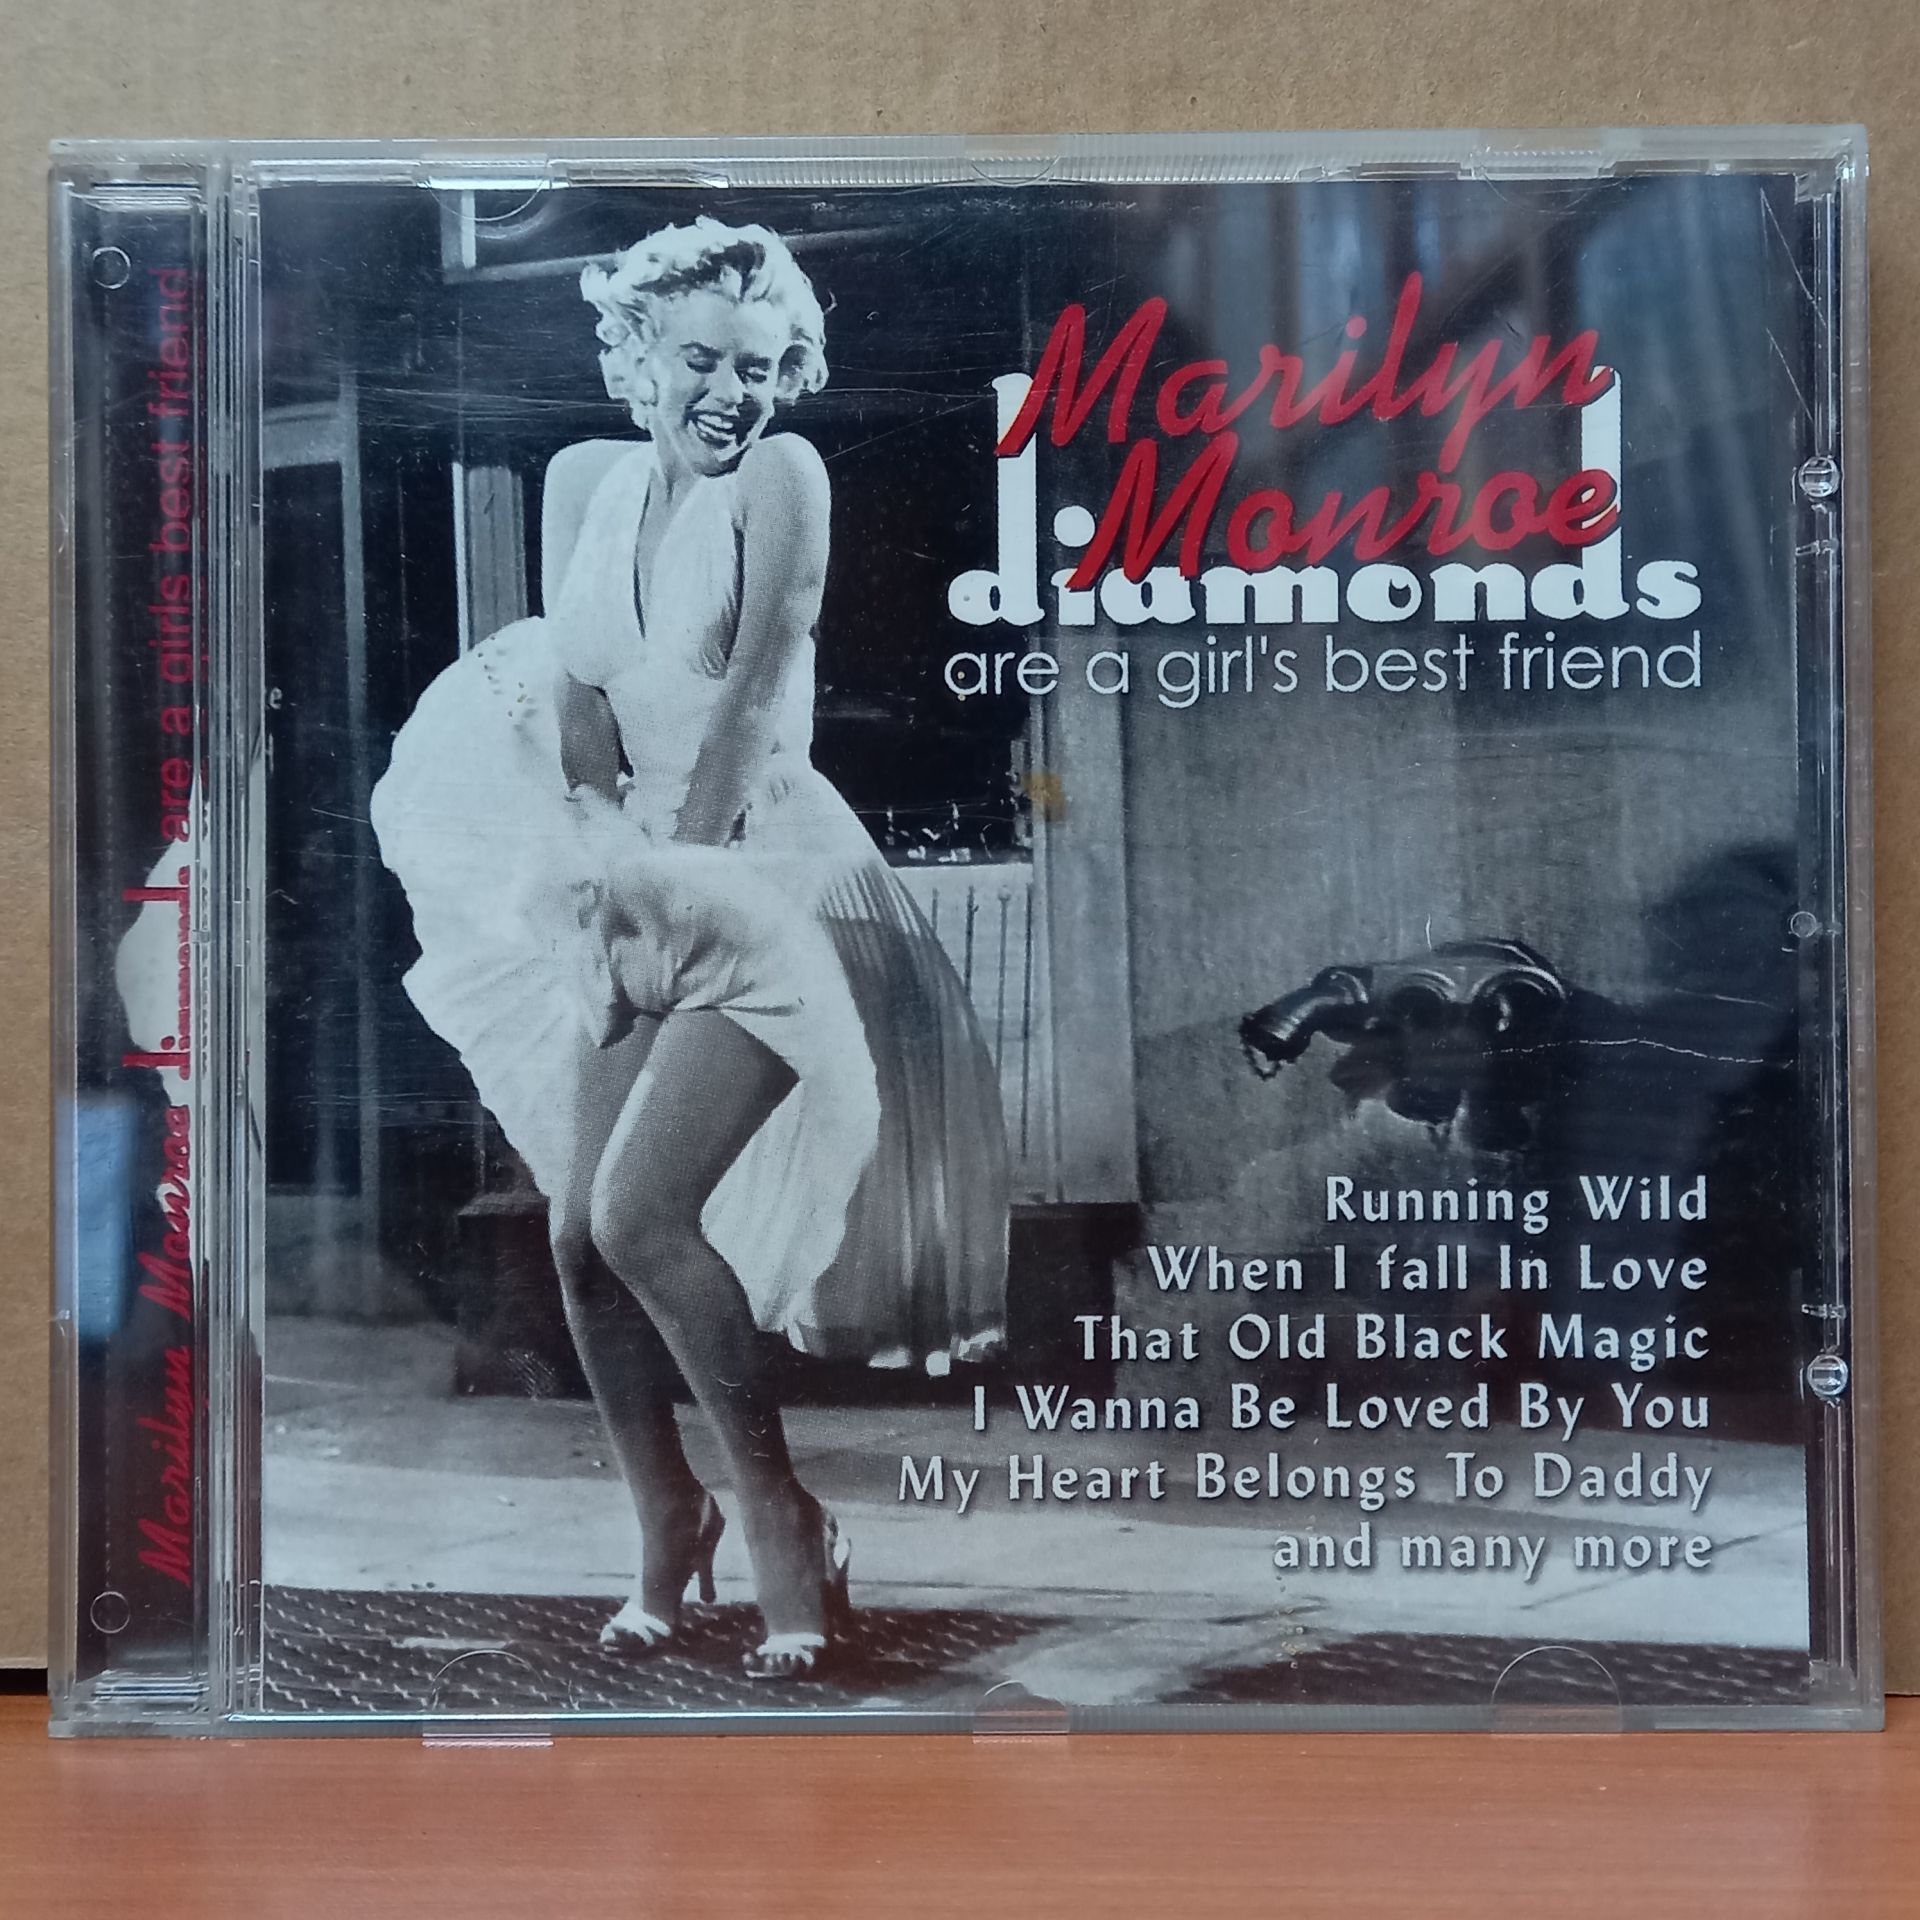 Marilyn Monroe diamonds are a girls best friend
Marilyn
Monroe
diamonds
are a girl's best friend
Running Wild
When I fall In Love
That Old Black Magic
I Wanna Be Loved By You
My Heart Belongs To Daddy
and many more